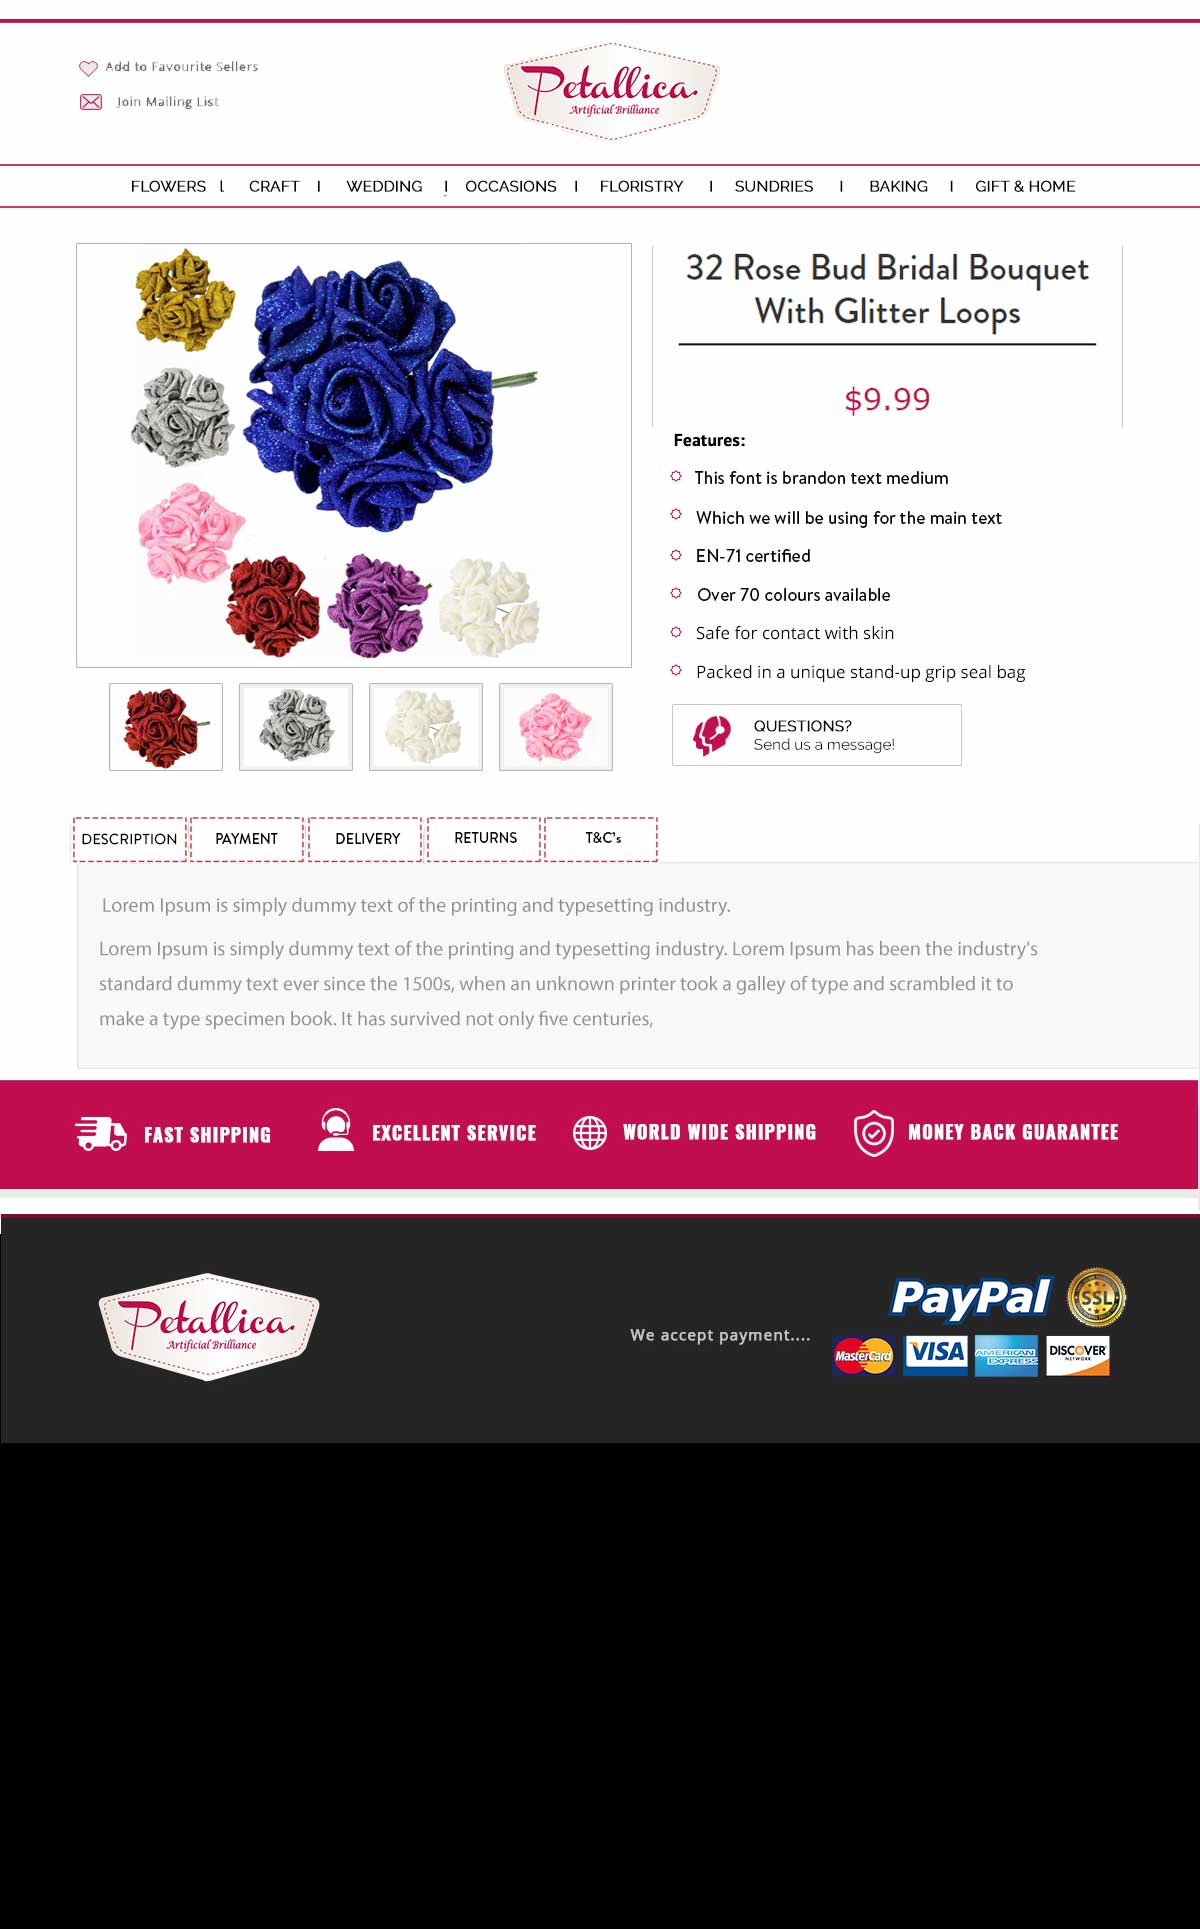 Add to Favourite Sellers
Join Mailing List
Petallica.
Artificial Brilliance
FLOWERS | CRAFT | WEDDING | OCCASIONS | FLORISTRY | SUNDRIES | BAKING | GIFT & HOME
32 Rose Bud Bridal Bouquet
With Glitter Loops
$9.99
Features:
This font is brandon text medium
Which we will be using for the main text
EN-71 certified
Over 70 colours available
Safe for contact with skin
Packed in a unique stand-up grip seal bag
QUESTIONS?
Send us a message!
DESCRIPTION PAYMENT DELIVERY RETURNS T&C's
Lorem Ipsum is simply dummy text of the printing and typesetting industry.
Lorem Ipsum is simply dummy text of the printing and typesetting industry. Lorem Ipsum has been the industry's
standard dummy text ever since the 1500s, when an unknown printer took a galley of type and scrambled it to
make a type specimen book. It has survived not only five centuries,
FAST SHIPPING EXCELLENT SERVICE WORLD WIDE SHIPPING MONEY BACK GUARANTEE
Petallica.
Artificial Brilliance
We accept payment....
PayPal
SSL
MasterCard
VISA
AMERICAN EXPRESS
DISCOVER
NETWORK